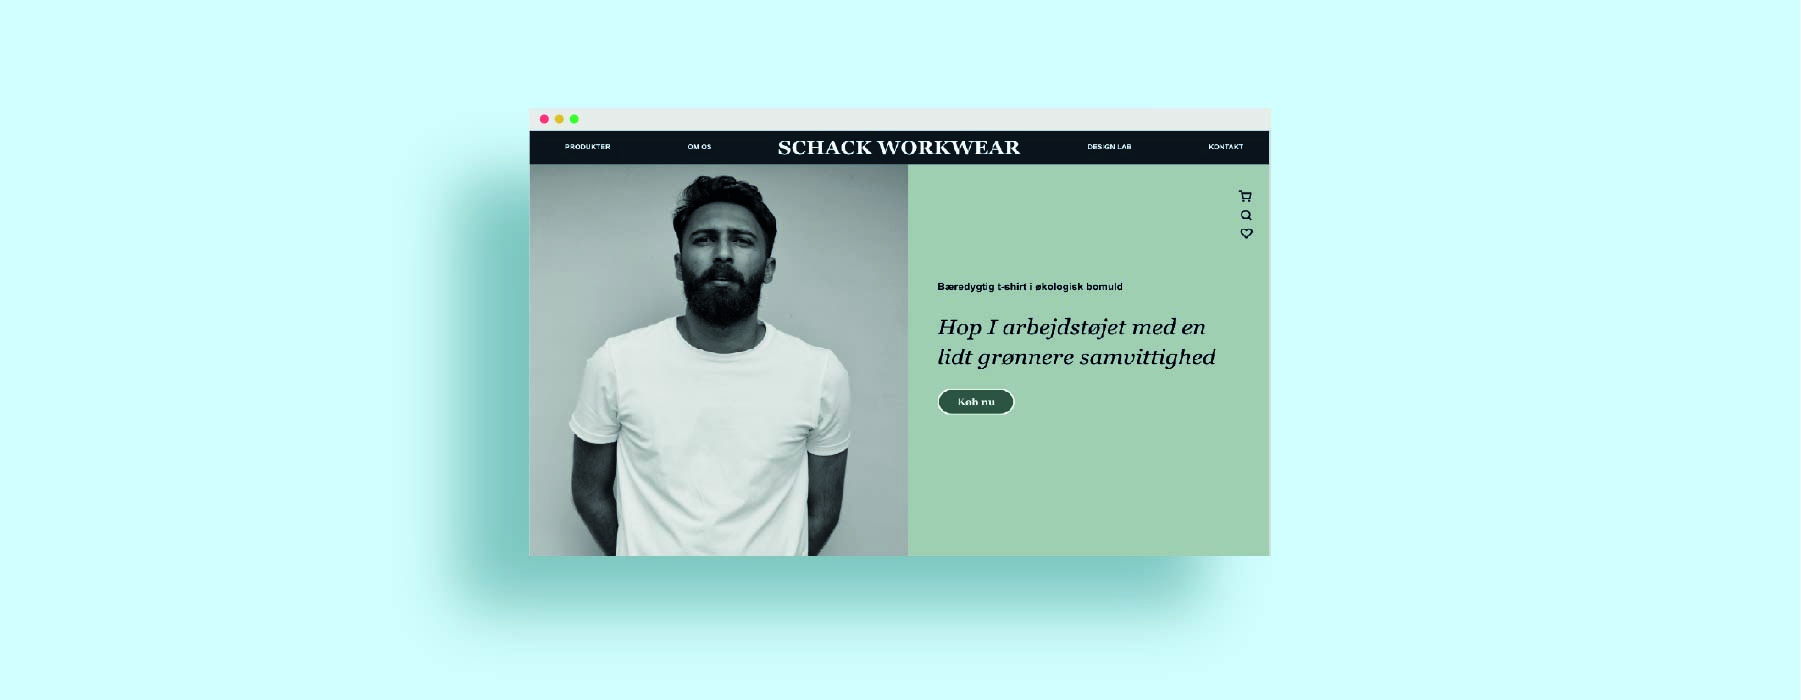 PRODUKTER OM OS SCHACK WORKWEAR DESIGN LAB KONTAKT
Bæredygtig t-shirt i økologisk bomuld
Hop I arbejdstøjet med en
lidt grønnere samvittighed
Køb nu